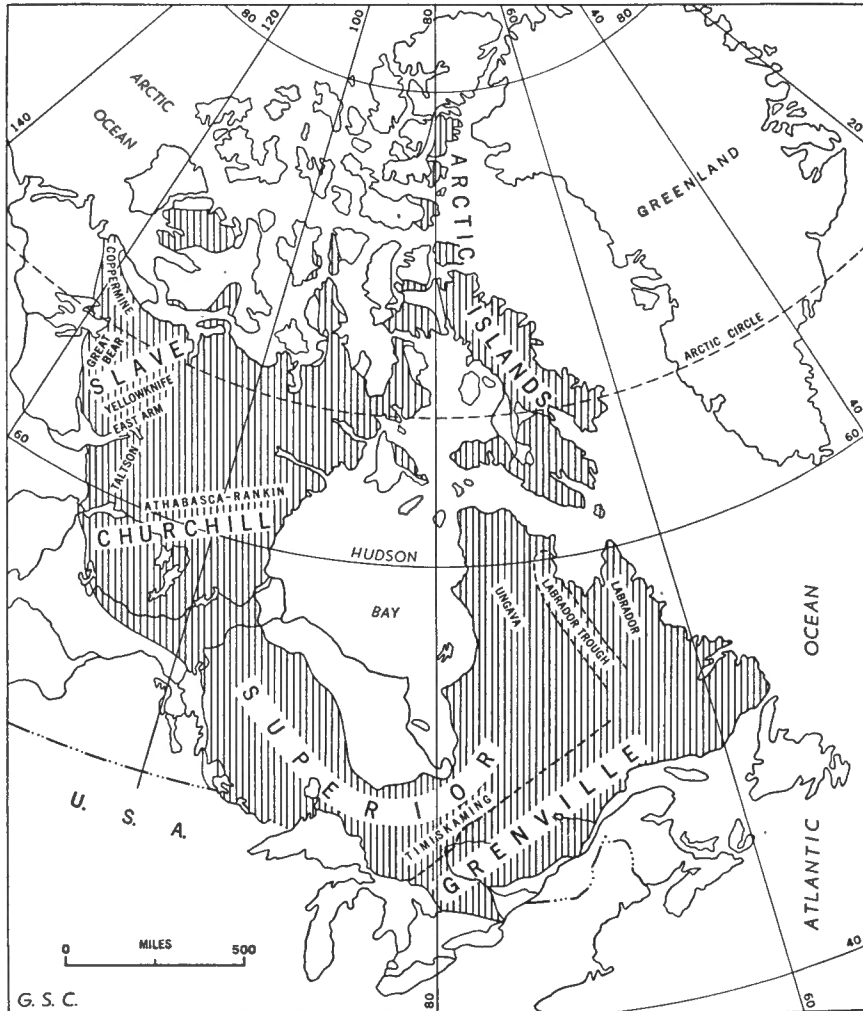 80
120
100
80
60
40
80
ARCTIC
OCEAN
140
20
ARCTIC
GREENLAND
COPPERMINE
ISLANDS
ARCTIC CIRCLE
GREAT
BEAR
SLAVE
YELLOWKNIFE
EAST ARM
40
60
60
TALTSON
ATHABASCA-RANKIN
CHURCHILL
HUDSON
BAY
UNGAVA
LABRADOR TROUGH
LABRADOR
OCEAN
SUPERIOR
TIMISKAMING
GRENVILLE
U. S. A.
ATLANTIC
0 MILES 500
40
G. S. C.
80
60